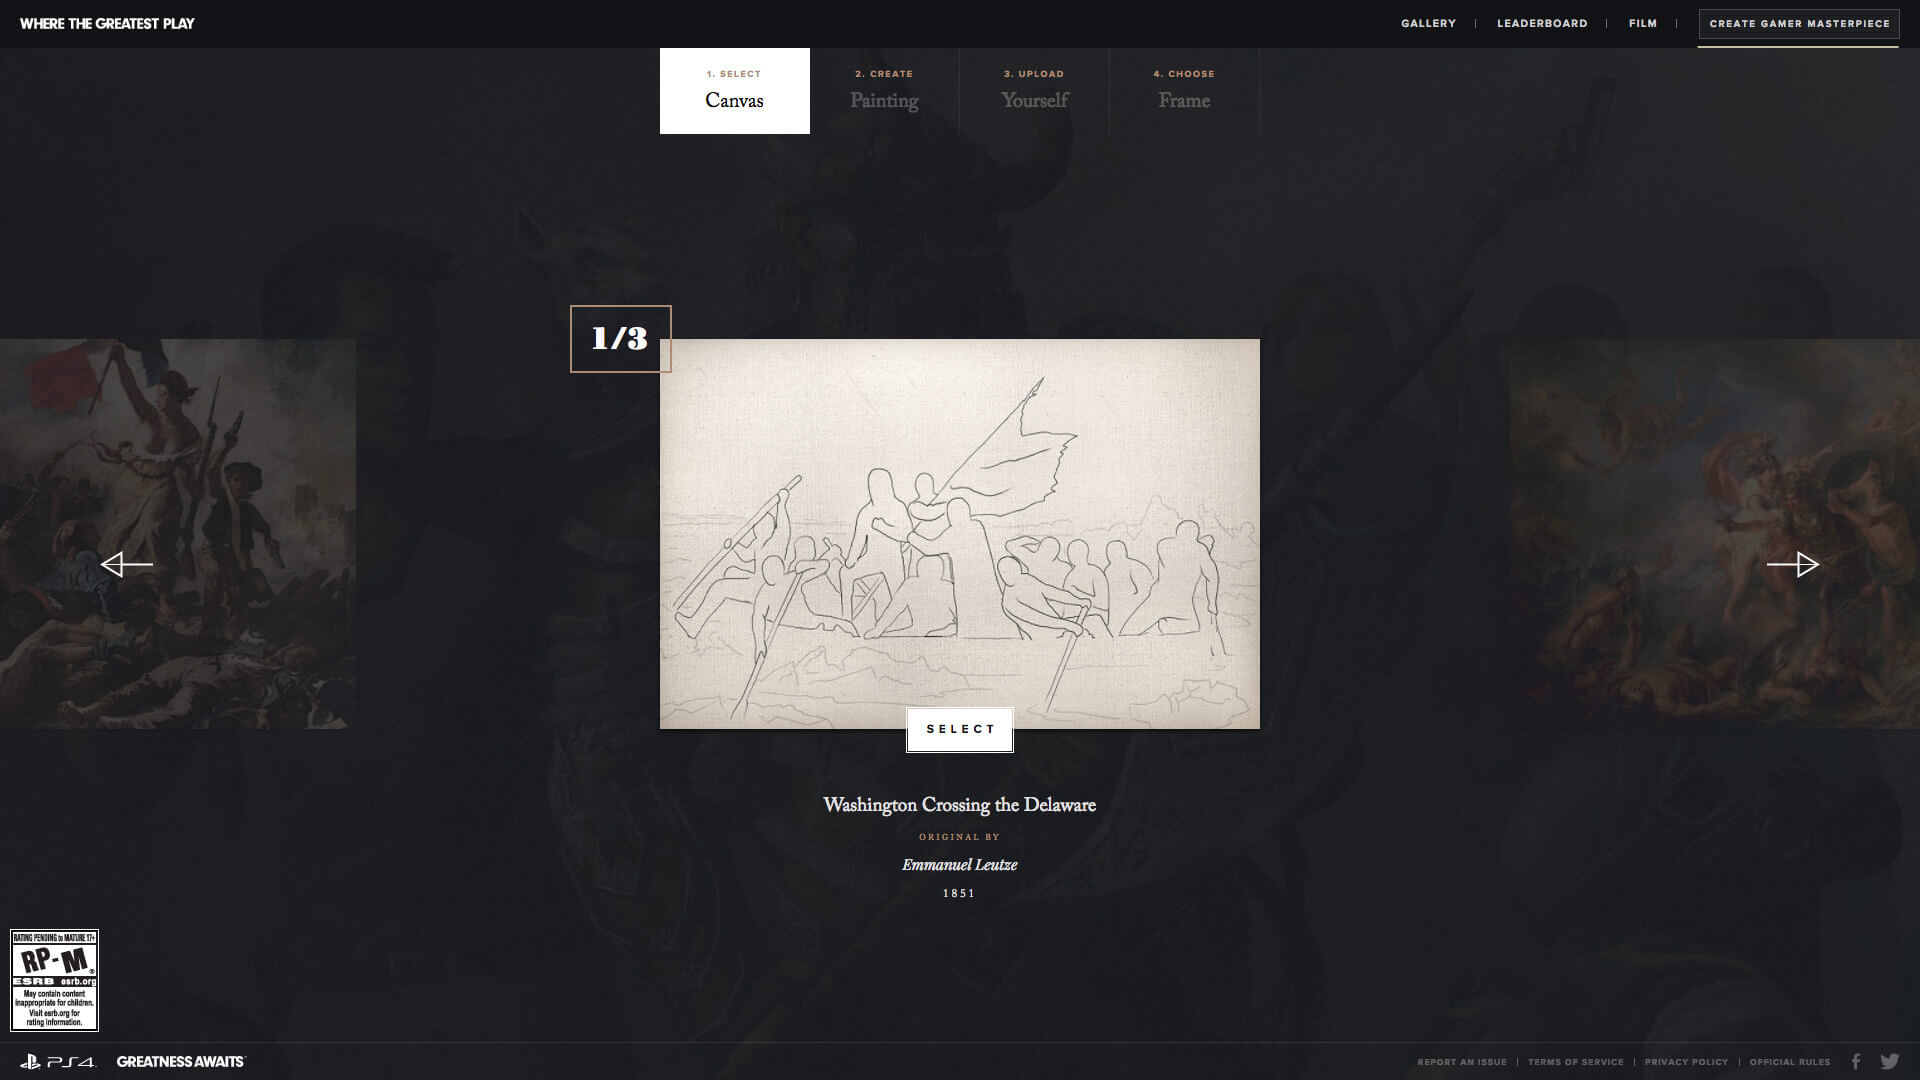 WHERE THE GREATEST PLAY
GALLERY
LEADERBOARD
FILM
CREATE GAMER MASTERPIECE
1. SELECT
Canvas
2. CREATE
Painting
3. UPLOAD
Yourself
4. CHOOSE
Frame
1/3
SELECT
Washington Crossing the Delaware
ORIGINAL BY
Emmanuel Leutze
1851
RATING PENDING to MATURE 17+
RP-M
ESRB esrb.org
May contain content
inappropriate for children.
Visit esrb.org for
rating information.
PS4
GREATNESS AWAITS
REPORT AN ISSUE
TERMS OF SERVICE
PRIVACY POLICY
OFFICIAL RULES